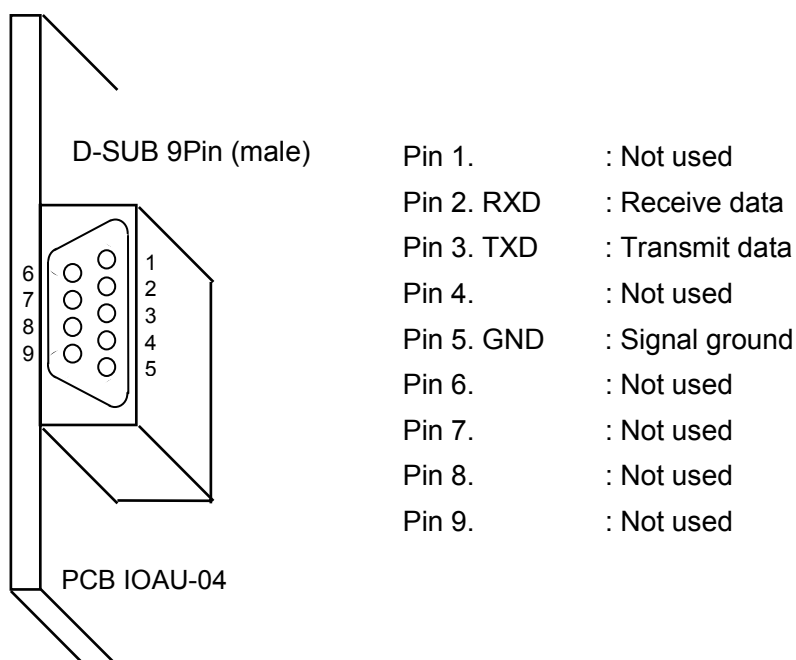 D-SUB 9Pin (male)
6
7
8
9
1
2
3
4
5
PCB IOAU-04
Pin 1. : Not used
Pin 2. RXD : Receive data
Pin 3. TXD : Transmit data
Pin 4. : Not used
Pin 5. GND : Signal ground
Pin 6. : Not used
Pin 7. : Not used
Pin 8. : Not used
Pin 9. : Not used